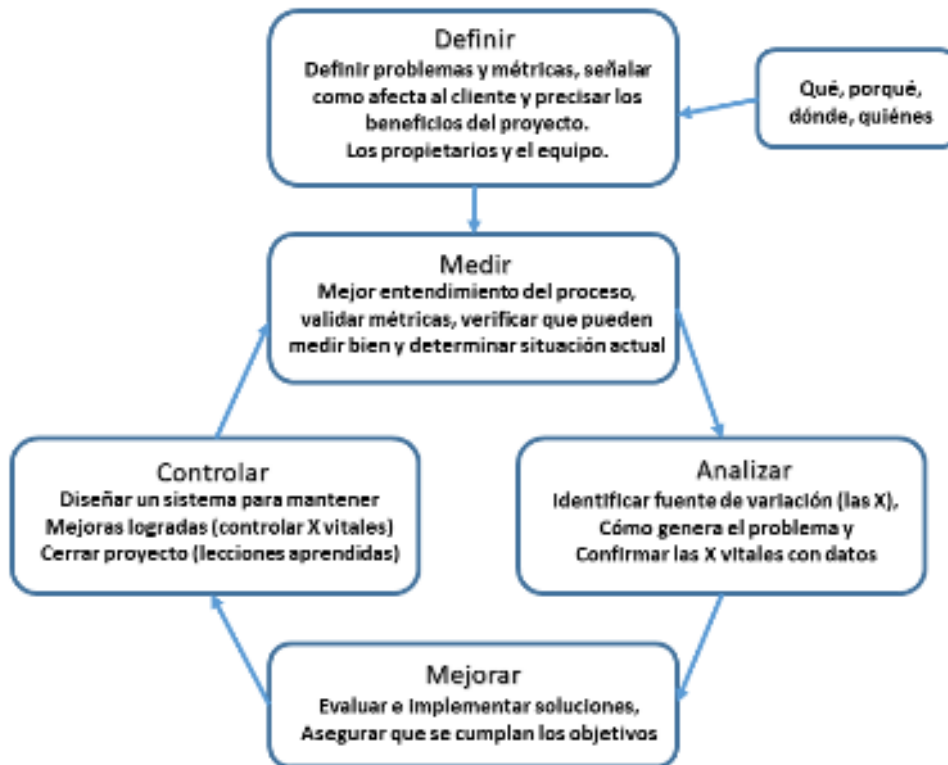 Definir
Definir problemas y métricas, señalar
como afecta al cliente y precisar los
beneficios del proyecto.
Los propietarios y el equipo.
Qué, porqué,
dónde, quiénes
Medir
Mejor entendimiento del proceso,
validar métricas, verificar que pueden
medir bien y determinar situación actual
Controlar
Diseñar un sistema para mantener
Mejoras logradas (controlar X vitales)
Cerrar proyecto (lecciones aprendidas)
Analizar
Identificar fuente de variación (las X),
Cómo genera el problema y
Confirmar las X vitales con datos
Mejorar
Evaluar e Implementar soluciones,
Asegurar que se cumplan los objetivos